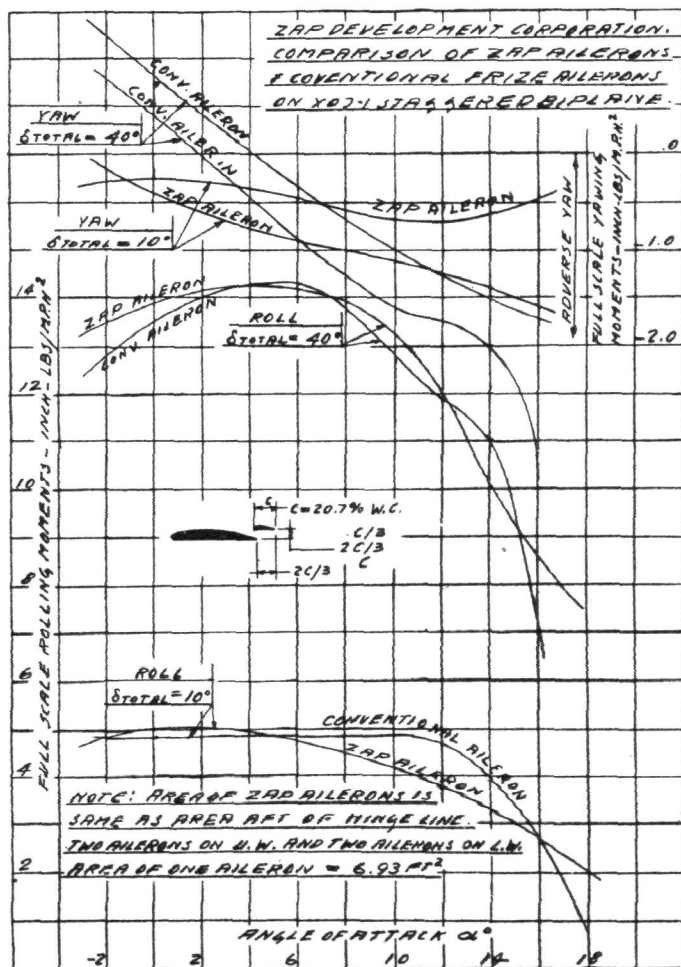 ZAP DEVELOPMENT CORPORATION.
COMPARISON OF ZAP AILERONS
& COVENTIONAL FRIZE AILERONS
ON XO2J-1 STAGGERED BIPLANE.
CONV. AILERON
CONV. AILERIN
YAW
δTOTAL = 40°
ZAP AILERON
ZAP AILERON
YAW
δTOTAL = 10°
.0
-1.0
-2.0
ADVERSE YAW
FULL SCALE YAWING
MOMENTS-INCH-LBS/M.P.H.²
ZAP AILERON
CONV. AILERON
ROLL
δTOTAL = 40°
14
12
10
8
6
4
2
FULL SCALE ROLLING MOMENTS - INCH-LBS/M.P.H.²
C
C=20.7% W.C.
C/3
2C/3
C
2C/3
ROLL
δTOTAL = 10°
CONVENTIONAL AILERON
ZAP AILERON
NOTE: AREA OF ZAP AILERONS IS
SAME AS AREA AFT OF HINGE LINE.
TWO AILERONS ON U.W. AND TWO AILERONS ON L.W.
AREA OF ONE AILERON = 6.93 FT²
ANGLE OF ATTACK α°
-2 2 6 10 14 18